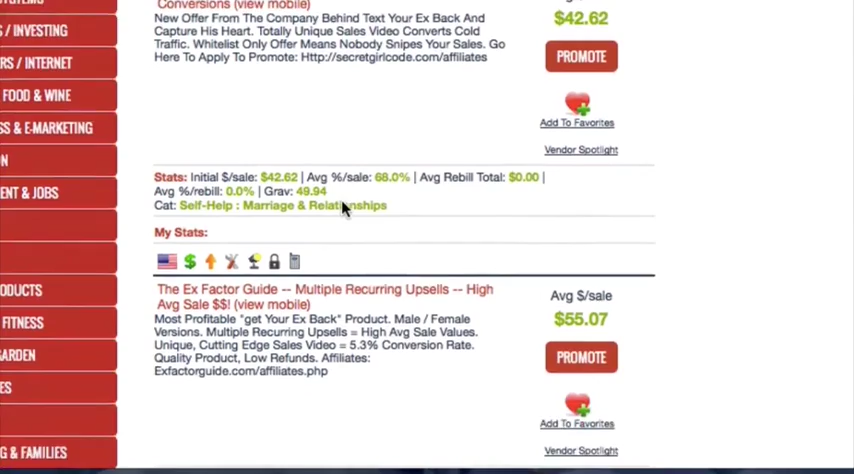 Conversions (view mobile)
New Offer From The Company Behind Text Your Ex Back And
Capture His Heart. Totally Unique Sales Video Converts Cold
Traffic. Whitelist Only Offer Means Nobody Snipes Your Sales. Go
Here To Apply To Promote: Http://secretgirlcode.com/affiliates
$42.62
PROMOTE
Add To Favorites
Vendor Spotlight
Stats: Initial $/sale: $42.62 | Avg %/sale: 68.0% | Avg Rebill Total: $0.00 |
Avg %/rebill: 0.0% | Grav: 49.94
Cat: Self-Help : Marriage & Relationships
My Stats:
The Ex Factor Guide -- Multiple Recurring Upsells -- High
Avg Sale $$! (view mobile)
Most Profitable "get Your Ex Back" Product. Male / Female
Versions. Multiple Recurring Upsells = High Avg Sale Values.
Unique, Cutting Edge Sales Video = 5.3% Conversion Rate.
Quality Product, Low Refunds. Affiliates:
Exfactorguide.com/affiliates.php
Avg $/sale
$55.07
PROMOTE
Add To Favorites
Vendor Spotlight
/ INVESTING
RS / INTERNET
FOOD & WINE
S & E-MARKETING
N
ENT & JOBS
ODUCTS
FITNESS
ARDEN
ES
G & FAMILIES